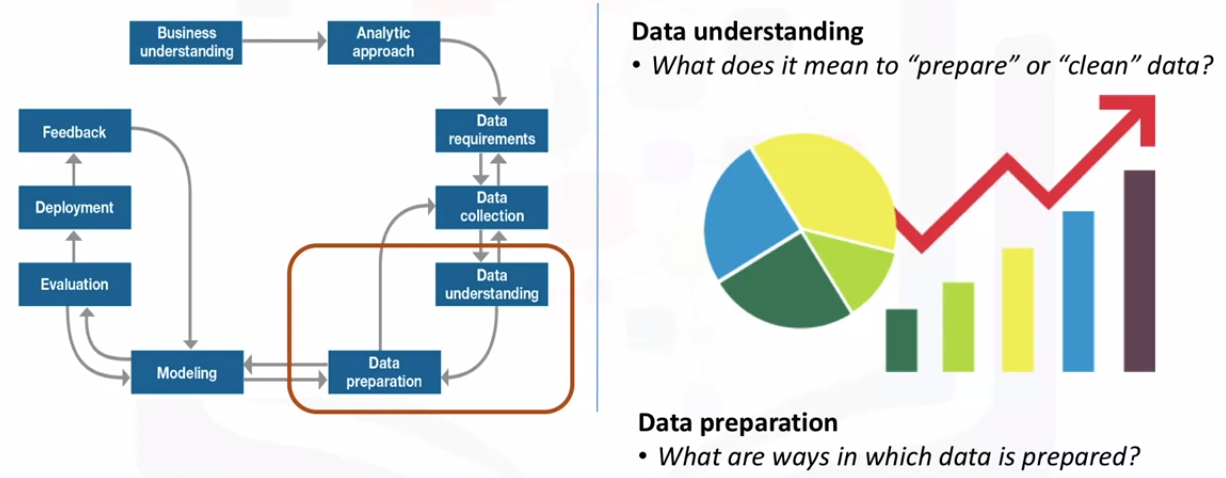 Business
understanding
Analytic
approach
Data
requirements
Feedback
Data
collection
Deployment
Data
understanding
Evaluation
Data
preparation
Modeling
Data understanding
• What does it mean to “prepare” or “clean” data?
Data preparation
• What are ways in which data is prepared?